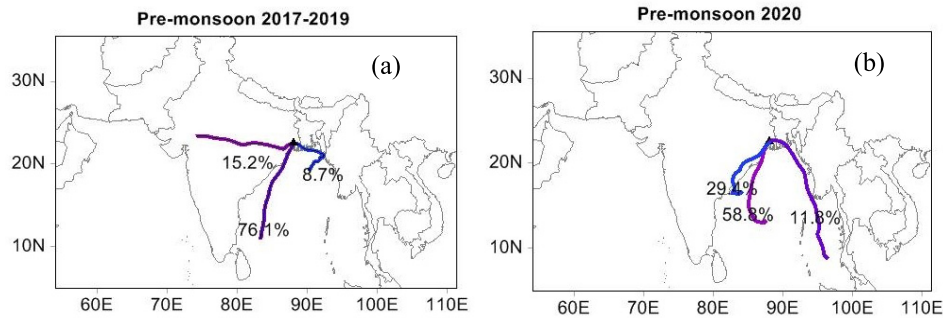 Pre-monsoon 2017-2019
(a)
30N
20N
10N
15.2%
8.7%
76.1%
60E 70E 80E 90E 100E 110E
Pre-monsoon 2020
(b)
30N
20N
10N
29.4%
58.8%
11.8%
60E 70E 80E 90E 100E 110E